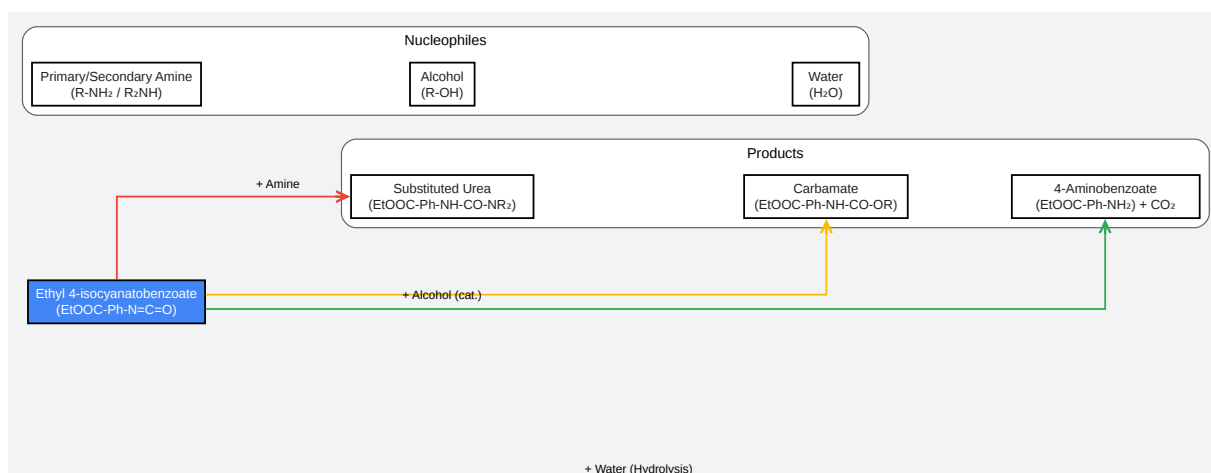 Nucleophiles
Primary/Secondary Amine
(R-NH₂ / R₂NH)
Alcohol
(R-OH)
Water
(H₂O)
Products
+ Amine
Substituted Urea
(EtOOC-Ph-NH-CO-NR₂)
Carbamate
(EtOOC-Ph-NH-CO-OR)
4-Aminobenzoate
(EtOOC-Ph-NH₂) + CO₂
Ethyl 4-isocyanatobenzoate
(EtOOC-Ph-N=C=O)
+ Alcohol (cat.)
+ Water (Hydrolysis)